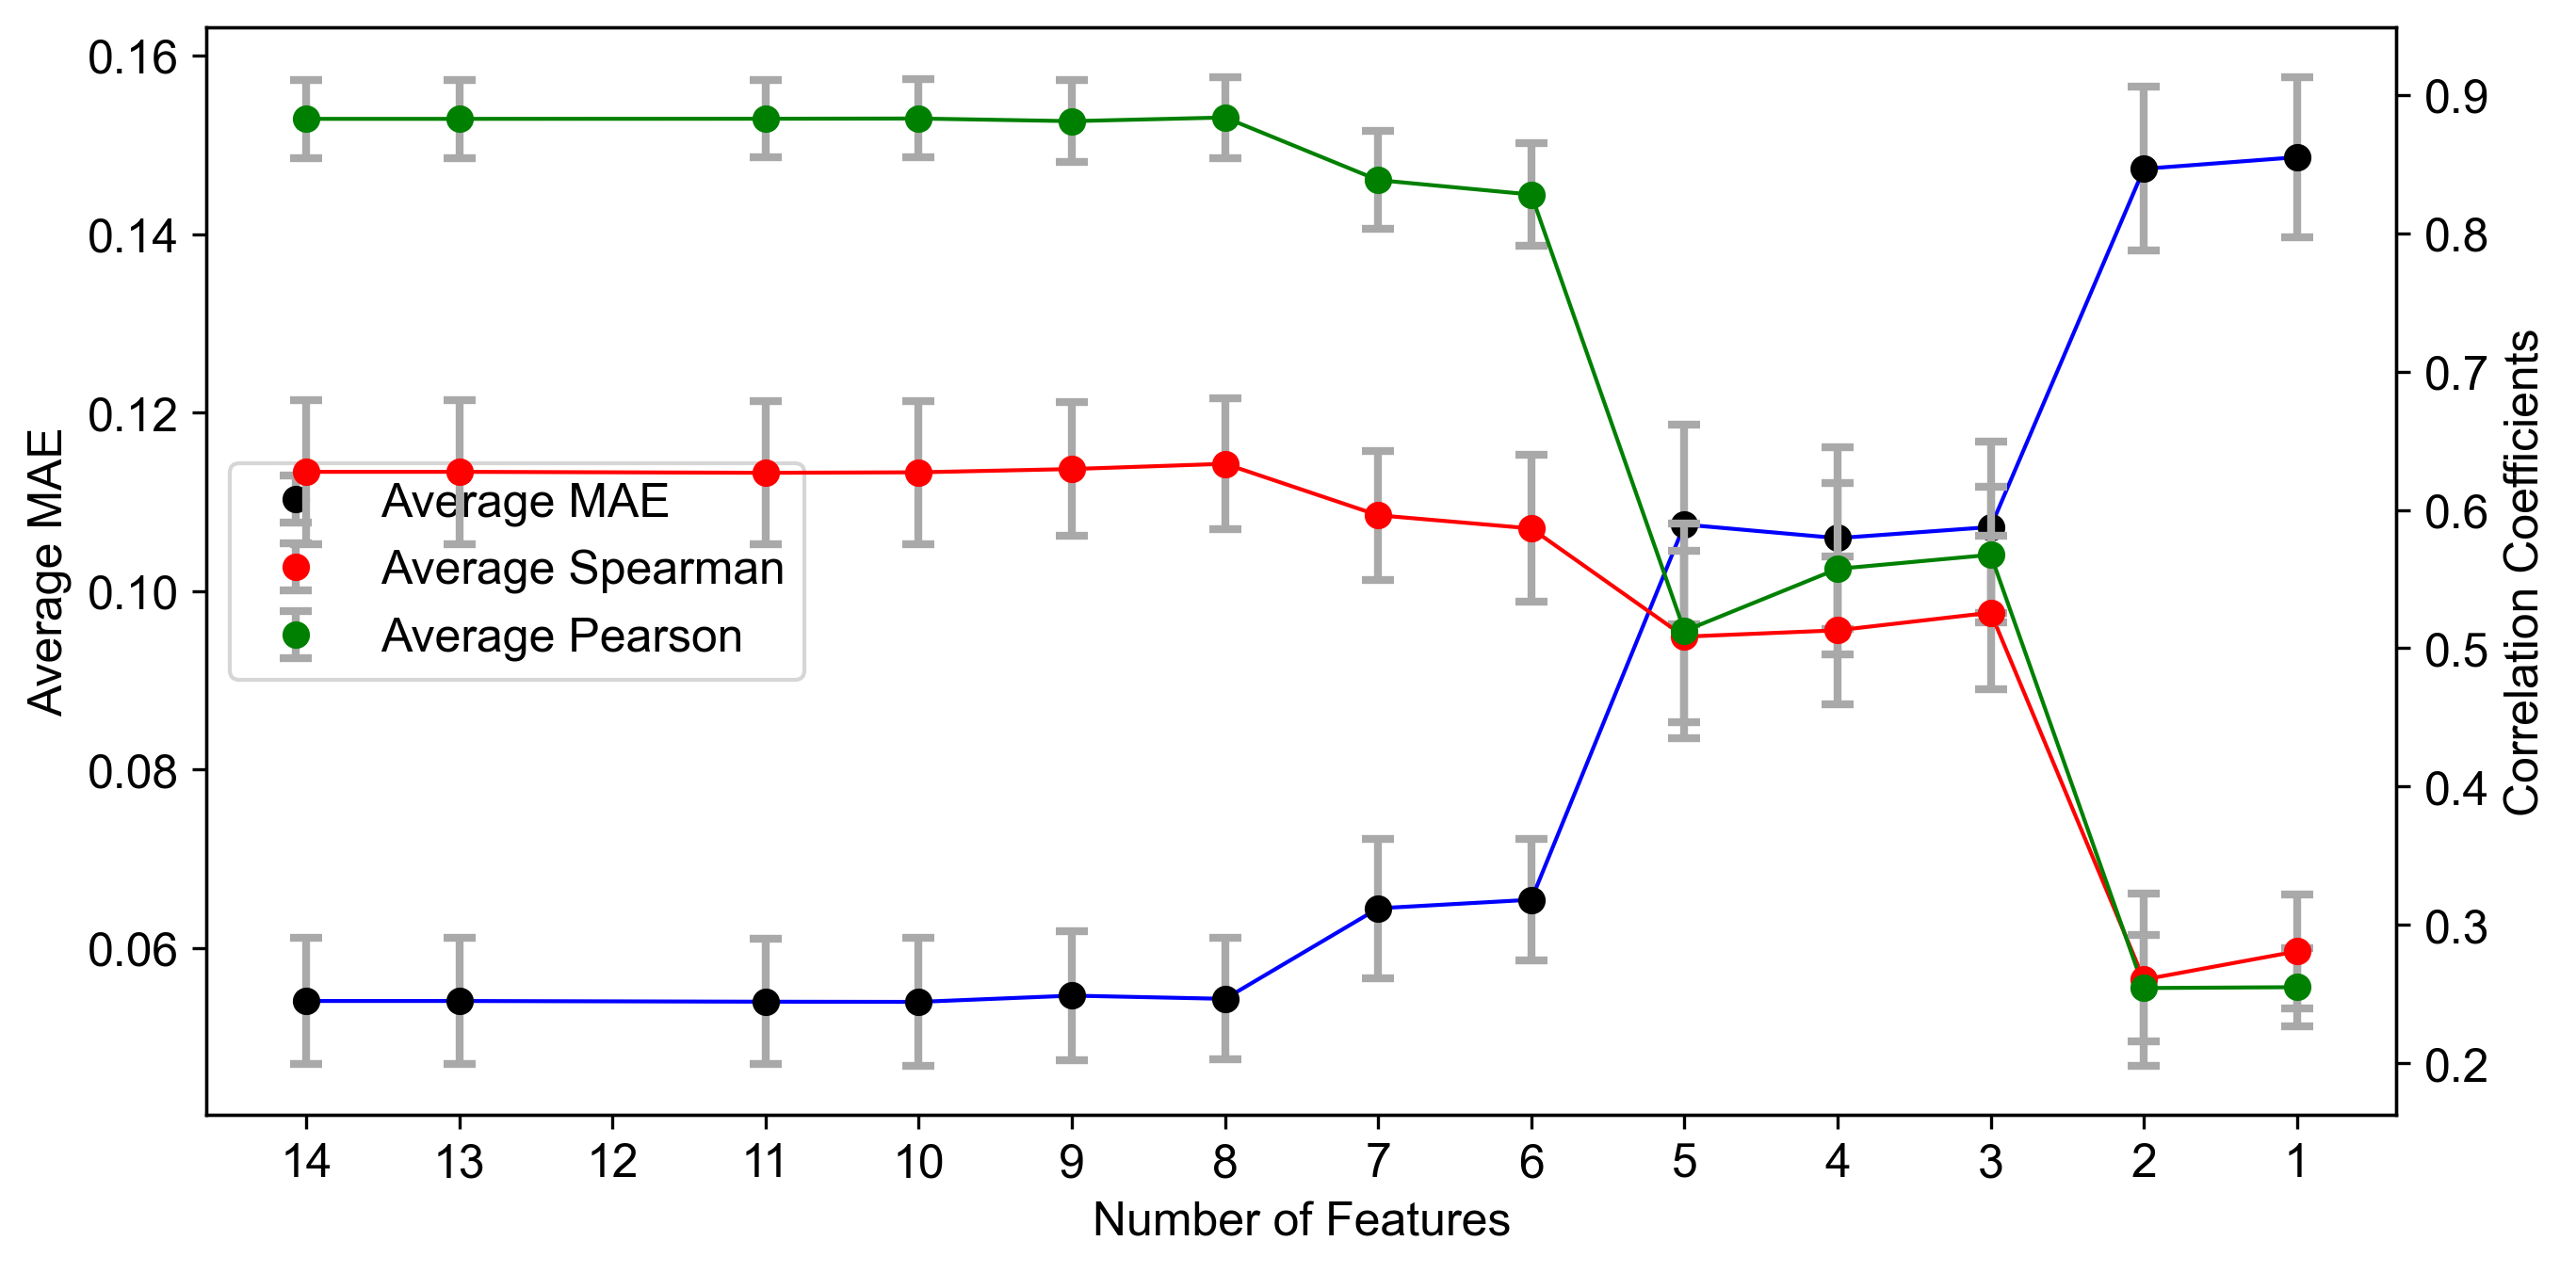 0.16
0.14
0.12
0.10
0.08
0.06
Average MAE
Average MAE
Average Spearman
Average Pearson
0.9
0.8
0.7
0.6
0.5
0.4
0.3
0.2
Correlation Coefficients
14 13 12 11 10 9 8 7 6 5 4 3 2 1
Number of Features